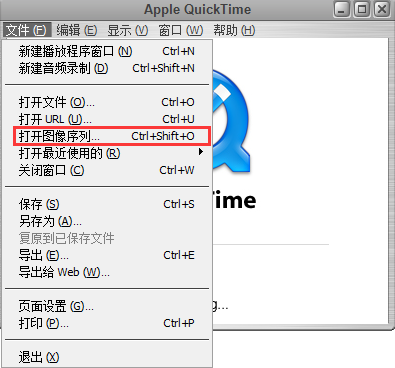 Apple QuickTime
文件 (F) 编辑 (E) 显示 (V) 窗口 (W) 帮助 (H)
新建播放程序窗口 (N) Ctrl+N
新建音频录制 (D) Ctrl+Shift+N
打开文件 (O)... Ctrl+O
打开 URL (U)... Ctrl+U
打开图像序列... Ctrl+Shift+O
打开最近使用的 (R)
关闭窗口 (C) Ctrl+W
保存 (S) Ctrl+S
另存为 (A)...
复原到已保存文件
导出 (E)... Ctrl+E
导出给 Web (W)...
页面设置 (G)...
打印 (P)... Ctrl+P
退出 (X)
Time
g...